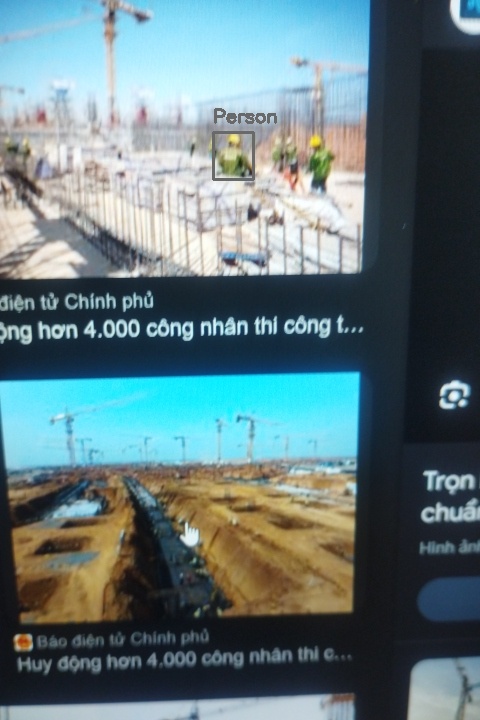 Person
điện tử Chính phủ
động hơn 4.000 công nhân thi công t...
Báo điện tử Chính phủ
Huy động hơn 4.000 công nhân thi c...
Trọn
chuẩ
Hình ản